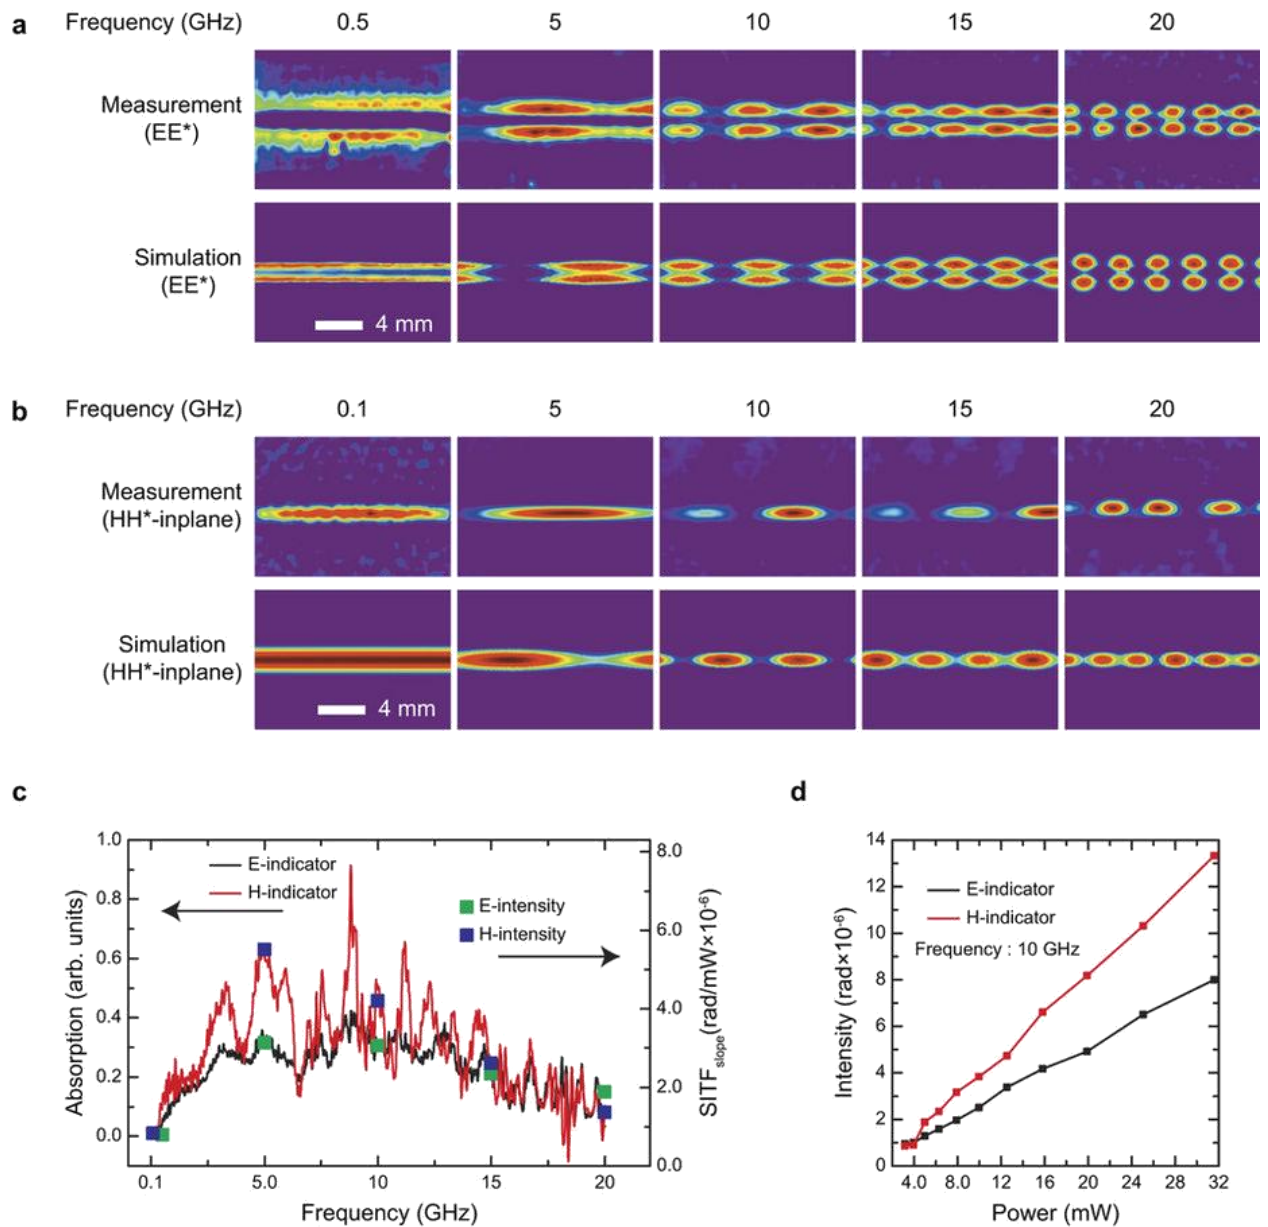 a Frequency (GHz) 0.5 5 10 15 20
Measurement
(EE*)
Simulation
(EE*)
4 mm
b Frequency (GHz) 0.1 5 10 15 20
Measurement
(HH*-inplane)
Simulation
(HH*-inplane)
4 mm
c
1.0
0.8
0.6
0.4
0.2
0.0
Absorption (arb. units)
E-indicator
H-indicator
E-intensity
H-intensity
8.0
6.0
4.0
2.0
0.0
SITFslope(rad/mW×10-6)
0.1 5.0 10 15 20
Frequency (GHz)
d
14
12
10
8
6
4
2
0
Intensity (rad×10-6)
E-indicator
H-indicator
Frequency : 10 GHz
4.0 8.0 12 16 20 24 28 32
Power (mW)